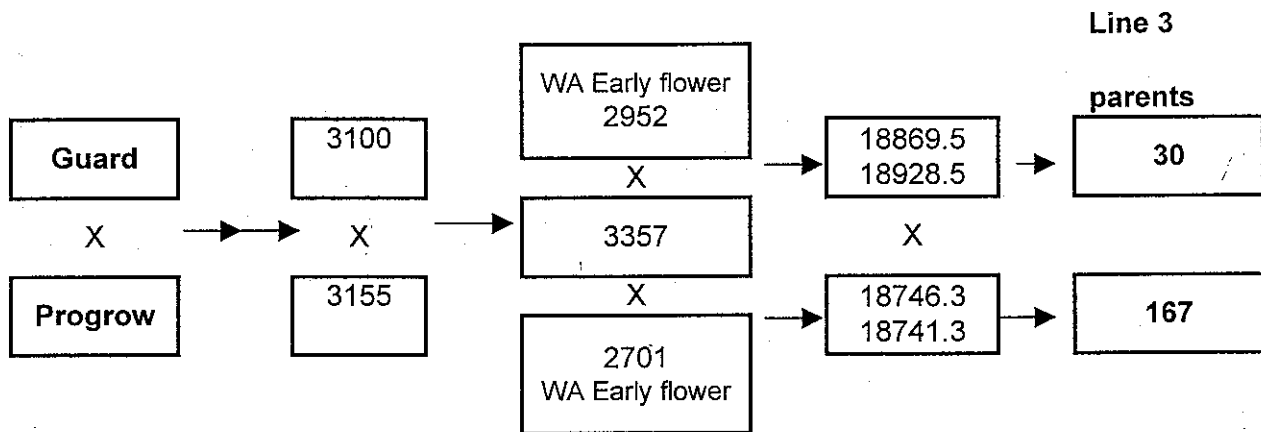 Line 3
parents
Guard
X
Progrow
3100
X
3155
WA Early flower
2952
X
3357
X
2701
WA Early flower
18869.5
18928.5
X
18746.3
18741.3
30
167